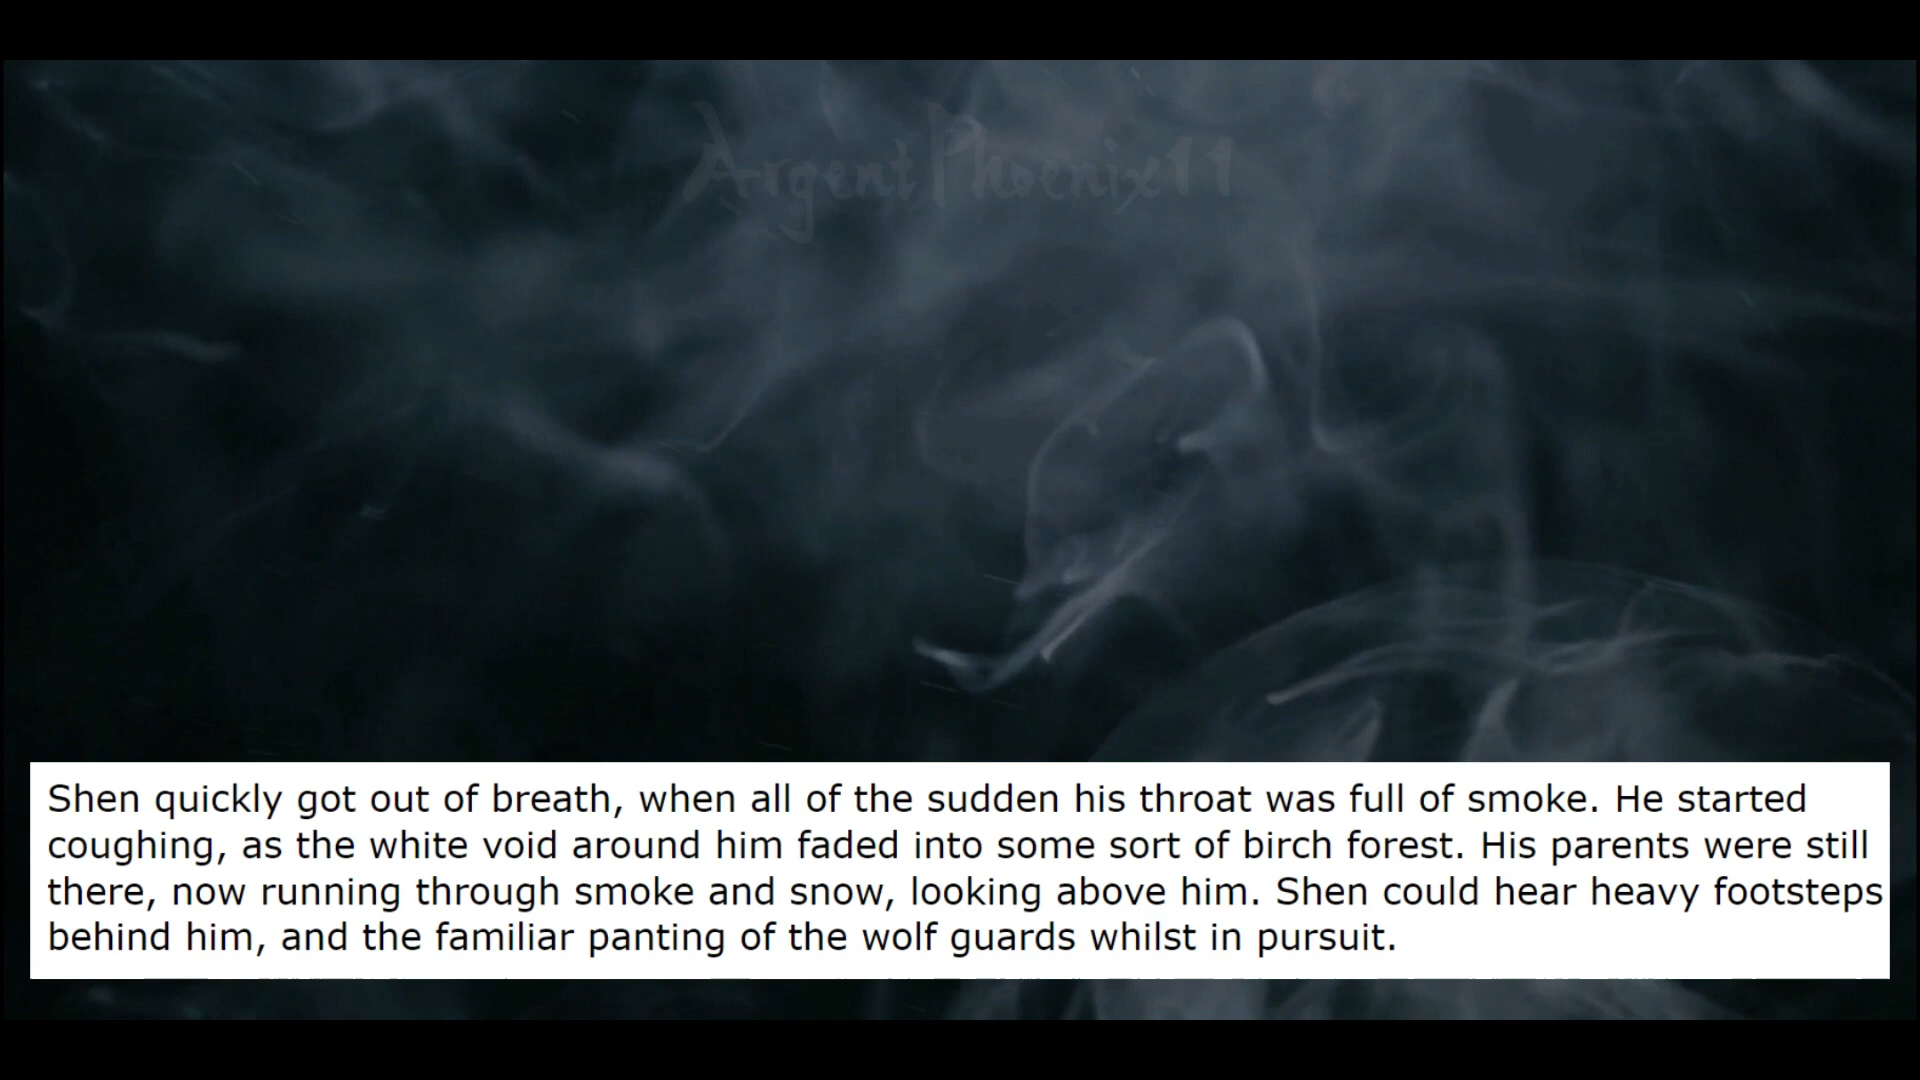 ArgentPhoenix11
Shen quickly got out of breath, when all of the sudden his throat was full of smoke. He started
coughing, as the white void around him faded into some sort of birch forest. His parents were still
there, now running through smoke and snow, looking above him. Shen could hear heavy footsteps
behind him, and the familiar panting of the wolf guards whilst in pursuit.